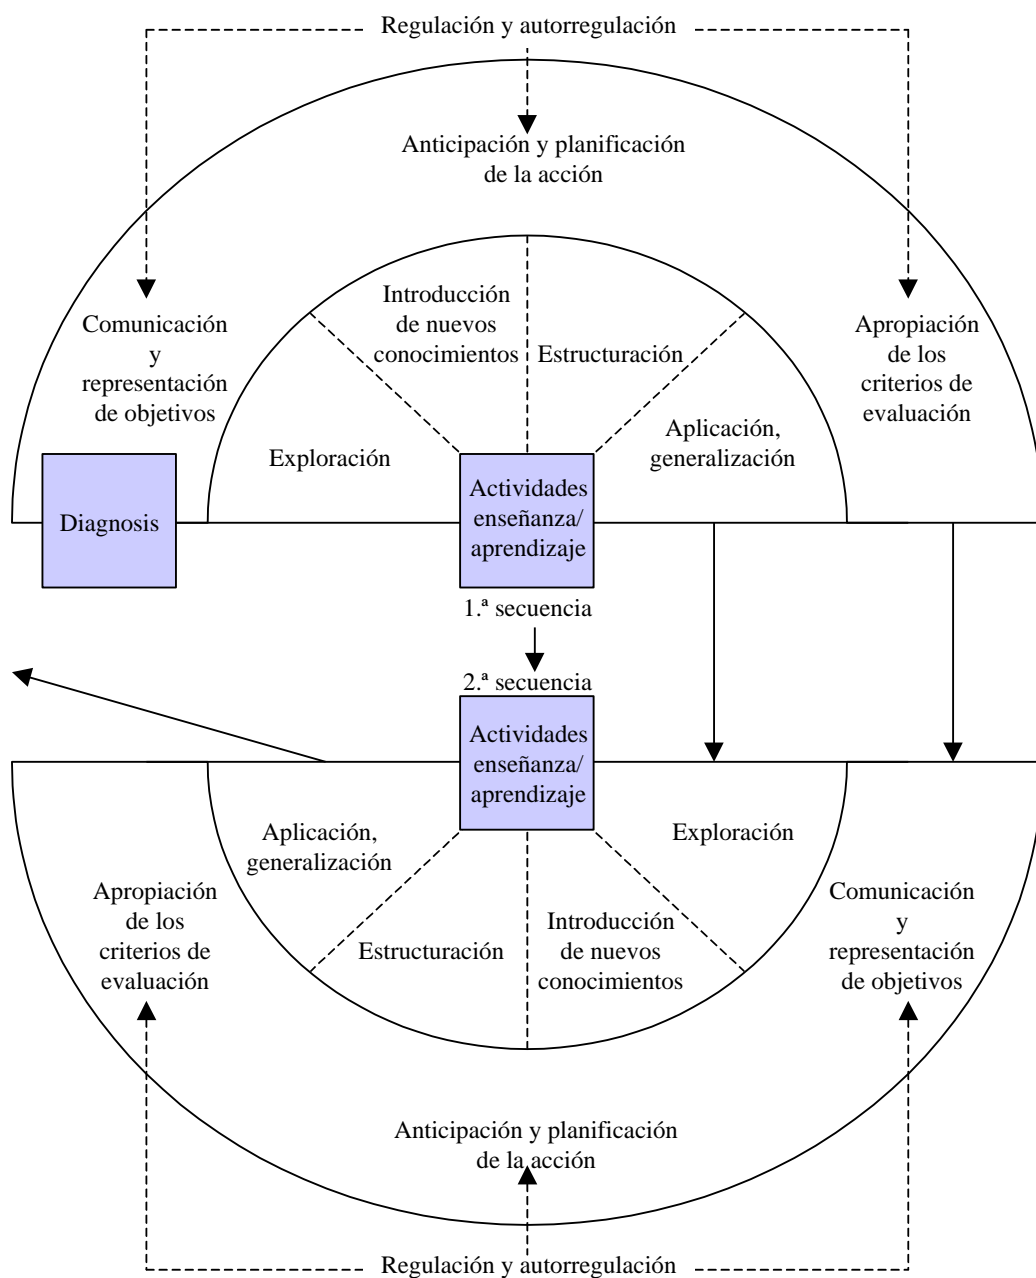 Regulación y autorregulación
Anticipación y planificación
de la acción
Comunicación
y
representación
de objetivos
Introducción
de nuevos
conocimientos
Estructuración
Apropiación
de los
criterios de
evaluación
Exploración
Aplicación,
generalización
Diagnosis
Actividades
enseñanza/
aprendizaje
1.ª secuencia
2.ª secuencia
Actividades
enseñanza/
aprendizaje
Aplicación,
generalización
Exploración
Apropiación
de los
criterios de
evaluación
Estructuración
Introducción
de nuevos
conocimientos
Comunicación
y
representación
de objetivos
Anticipación y planificación
de la acción
Regulación y autorregulación